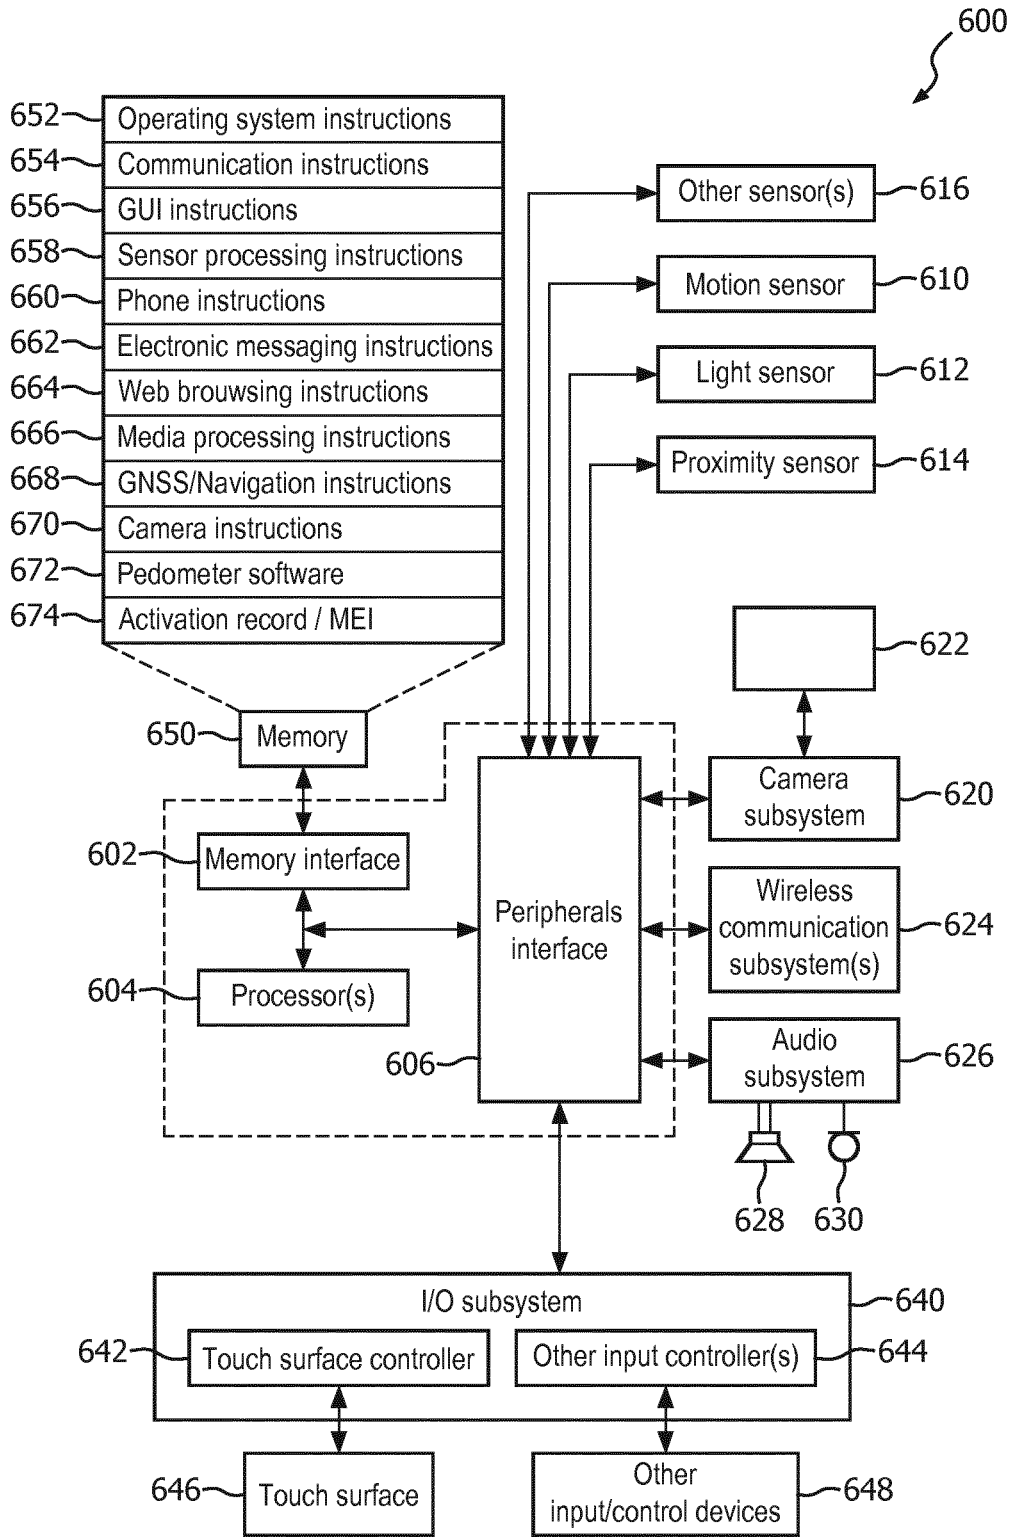 600
652 Operating system instructions
654 Communication instructions
656 GUI instructions
658 Sensor processing instructions
660 Phone instructions
662 Electronic messaging instructions
664 Web brouwsing instructions
666 Media processing instructions
668 GNSS/Navigation instructions
670 Camera instructions
672 Pedometer software
674 Activation record / MEI
Other sensor(s) 616
Motion sensor 610
Light sensor 612
Proximity sensor 614
622
650 Memory
602 Memory interface
604 Processor(s)
Peripherals
interface
606
Camera
subsystem
620
Wireless
communication
subsystem(s)
624
Audio
subsystem
626
628
630
I/O subsystem
640
642 Touch surface controller
Other input controller(s) 644
646 Touch surface
Other
input/control devices
648